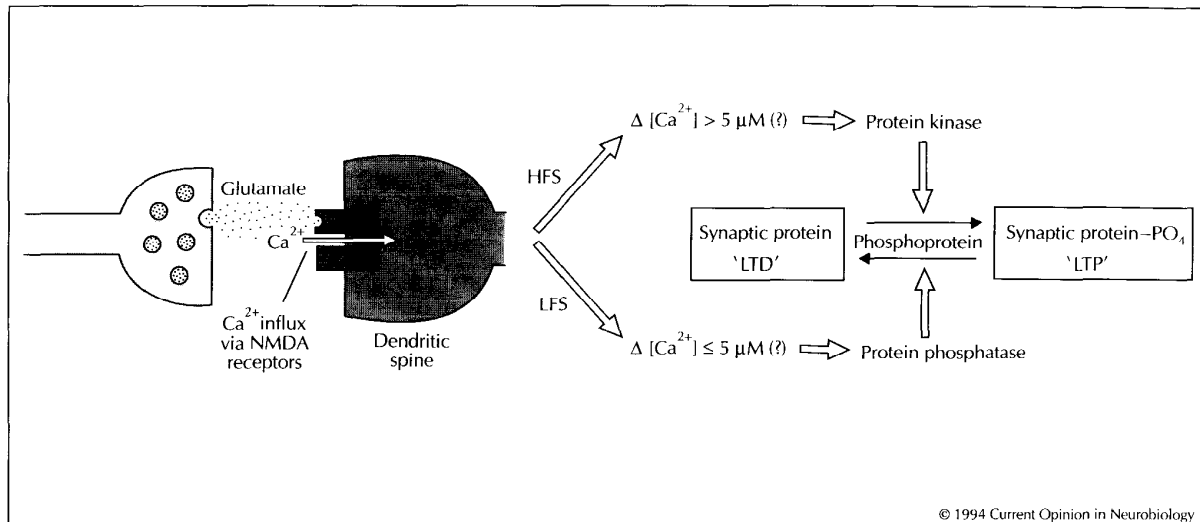 Glutamate
Ca²⁺
Ca²⁺ influx
via NMDA
receptors
Dendritic
spine
HFS
LFS
Δ [Ca²⁺] > 5 μM (?)
Protein kinase
Synaptic protein
‘LTD’
Phosphoprotein
Synaptic protein–PO₄
‘LTP’
Δ [Ca²⁺] ≤ 5 μM (?)
Protein phosphatase
© 1994 Current Opinion in Neurobiology